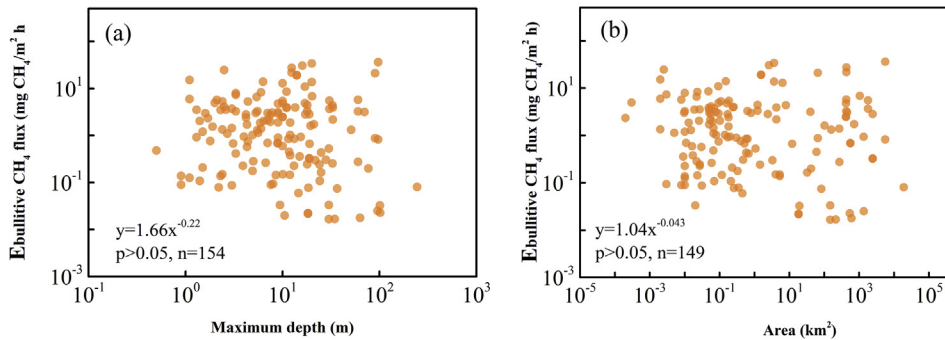 (a)
Ebullitive CH4 flux (mg CH4/m² h)
10¹
10⁻¹
10⁻³
y=1.66x⁻⁰·²²
p>0.05, n=154
10⁻¹ 10⁰ 10¹ 10² 10³
Maximum depth (m)
(b)
Ebullitive CH4 flux (mg CH4/m² h)
10¹
10⁻¹
10⁻³
y=1.04x⁻⁰·⁰⁴³
p>0.05, n=149
10⁻⁵ 10⁻³ 10⁻¹ 10¹ 10³ 10⁵
Area (km²)